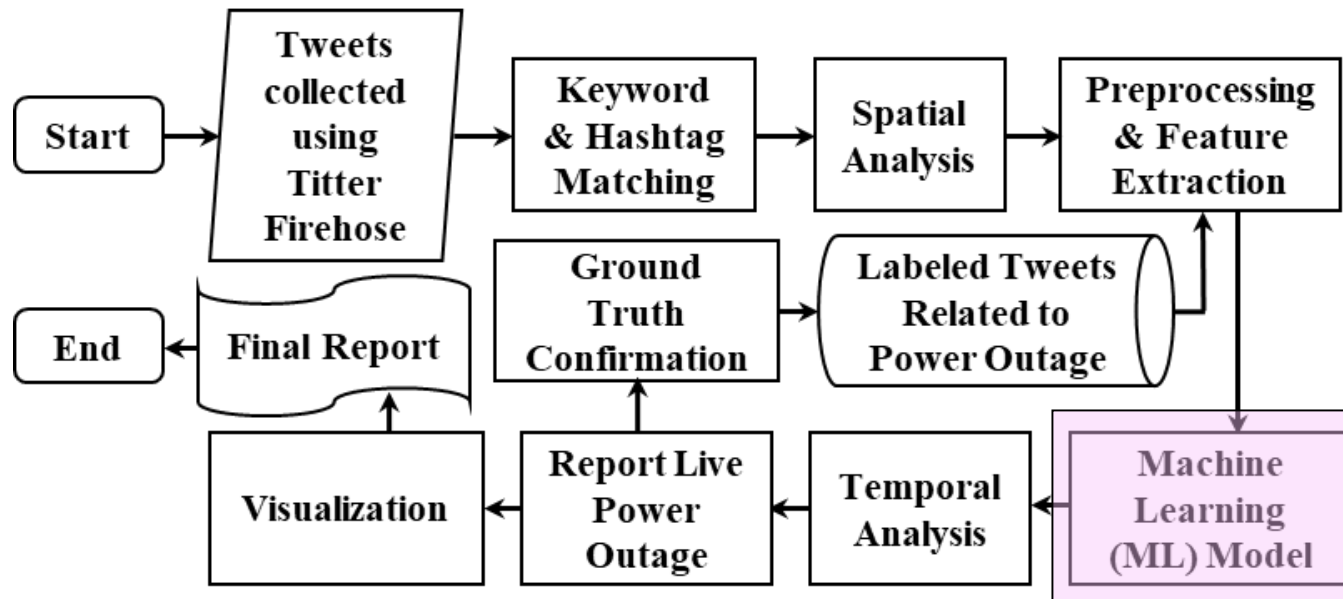 Start
Tweets
collected
using
Titter
Firehose
Keyword
& Hashtag
Matching
Spatial
Analysis
Preprocessing
& Feature
Extraction
End
Final Report
Ground
Truth
Confirmation
Labeled Tweets
Related to
Power Outage
Visualization
Report Live
Power
Outage
Temporal
Analysis
Machine
Learning
(ML) Model